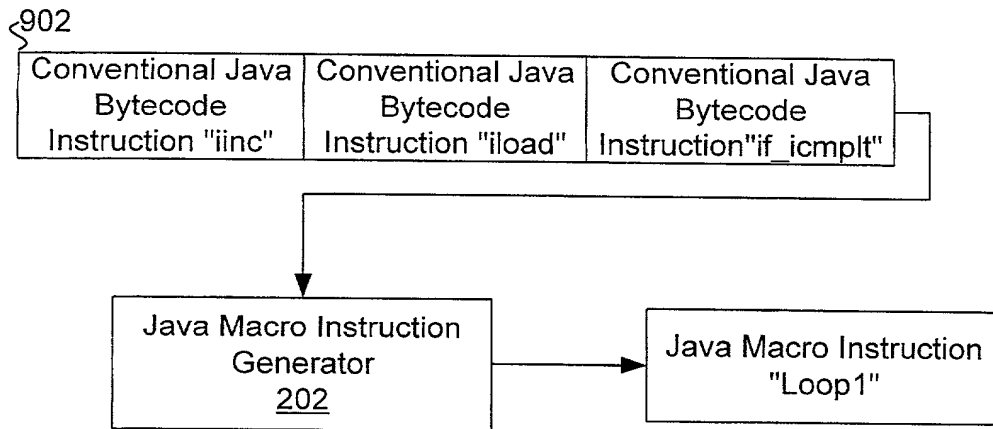 902
Conventional Java
Bytecode
Instruction "iinc"
Conventional Java
Bytecode
Instruction "iload"
Conventional Java
Bytecode
Instruction"if_icmplt"
Java Macro Instruction
Generator
202
Java Macro Instruction
"Loop1"